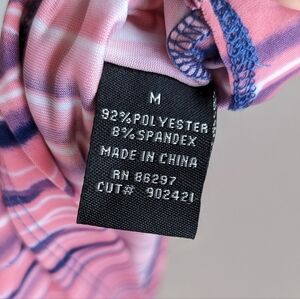 M
92%POLYESTER
8%SPANDEX
MADE IN CHINA
RN 86297
CUT# 902421